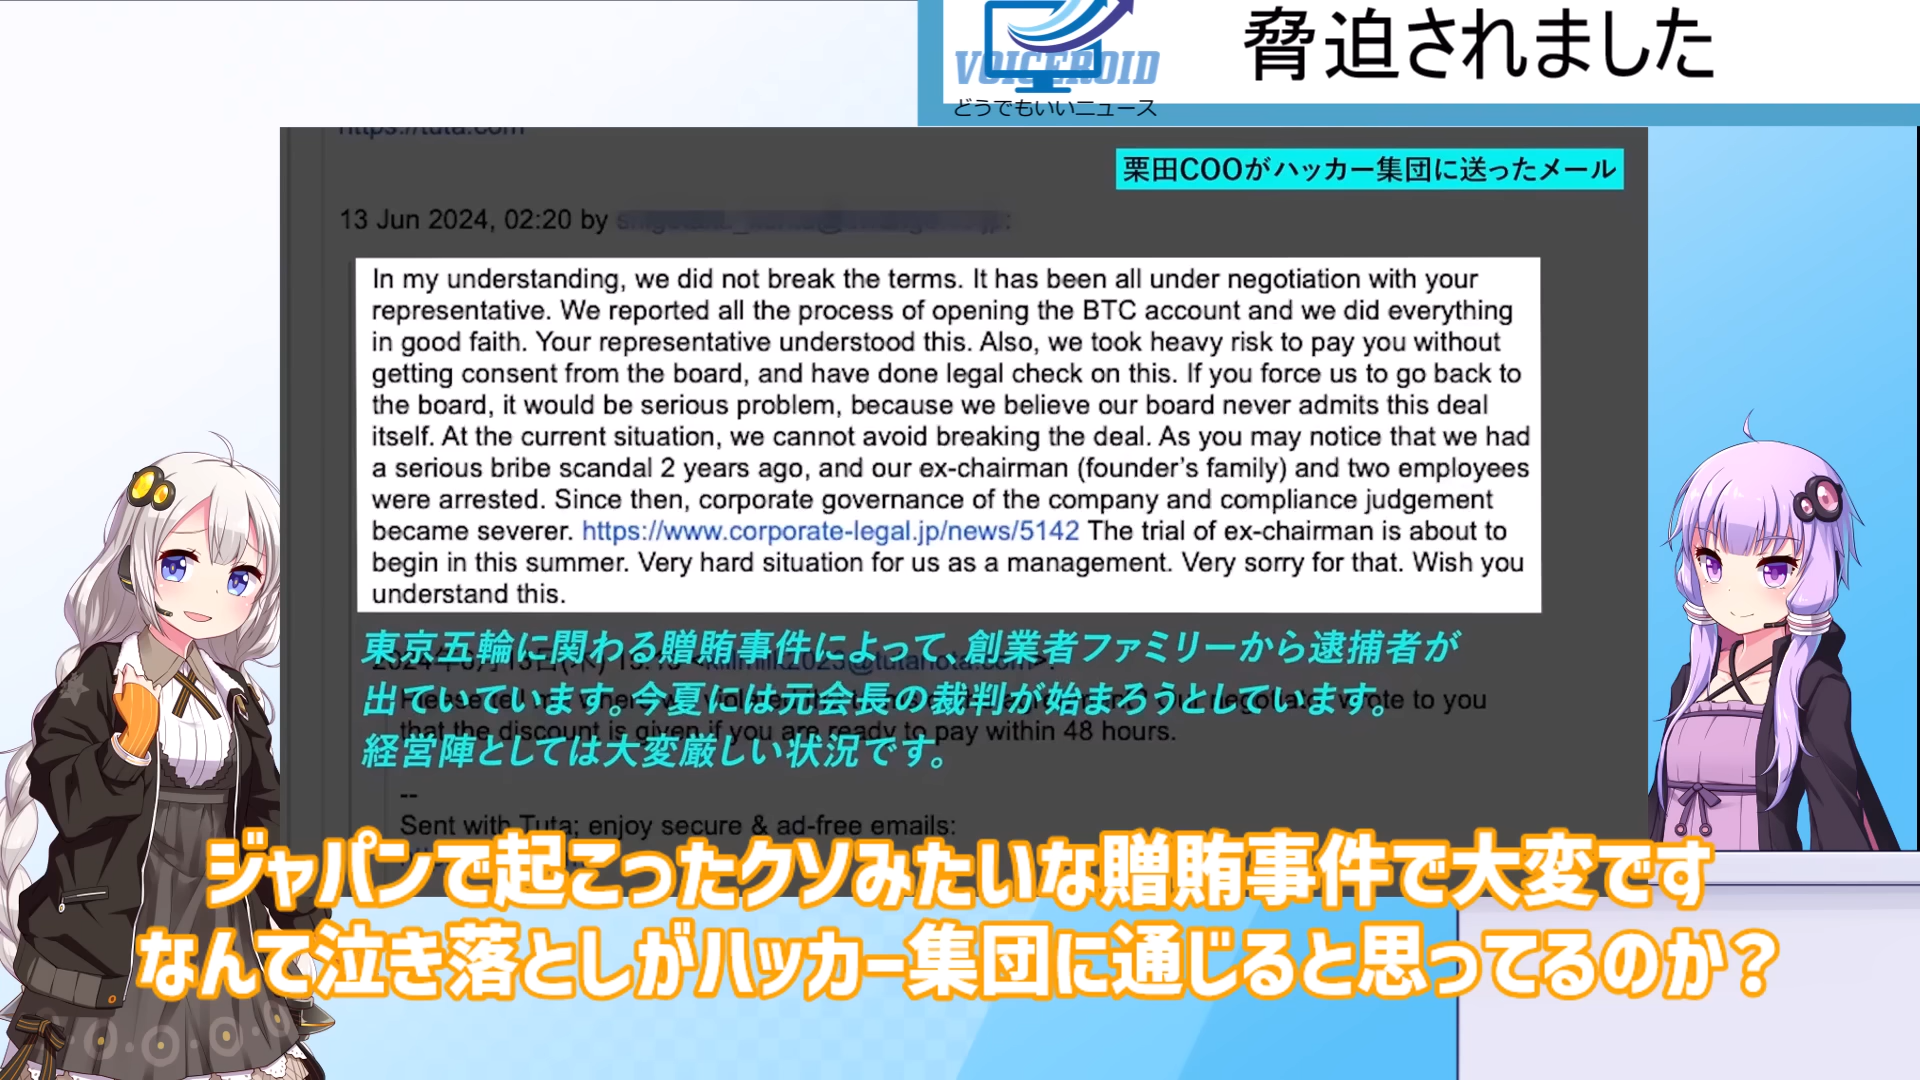 脅迫されました
VOICEROID
どうでもいいニュース
https://tuta.com
栗田COOがハッカー集団に送ったメール
13 Jun 2024, 02:20 by
In my understanding, we did not break the terms. It has been all under negotiation with your
representative. We reported all the process of opening the BTC account and we did everything
in good faith. Your representative understood this. Also, we took heavy risk to pay you without
getting consent from the board, and have done legal check on this. If you force us to go back to
the board, it would be serious problem, because we believe our board never admits this deal
itself. At the current situation, we cannot avoid breaking the deal. As you may notice that we had
a serious bribe scandal 2 years ago, and our ex-chairman (founder's family) and two employees
were arrested. Since then, corporate governance of the company and compliance judgement
became severer. https://www.corporate-legal.jp/news/5142 The trial of ex-chairman is about to
begin in this summer. Very hard situation for us as a management. Very sorry for that. Wish you
understand this.
東京五輪に関わる贈賄事件によって、創業者ファミリーから逮捕者が
出ていています。今夏には元会長の裁判が始まろうとしています。
経営陣としては大変厳しい状況です。
wrote to you
that the discount is given if you are ready to pay within 48 hours.
--
Sent with Tuta; enjoy secure & ad-free emails:
ジャパンで起こったクソみたいな贈賄事件で大変です
なんて泣き落としがハッカー集団に通じると思ってるのか？